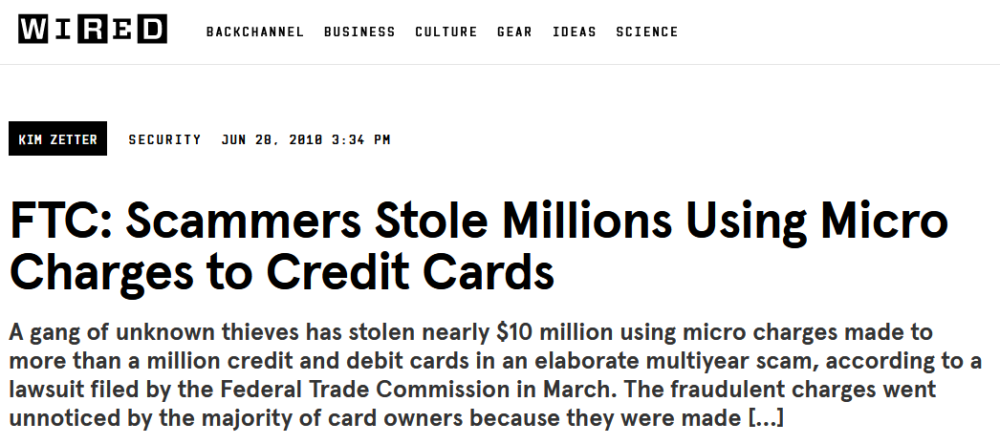 WIRED BACKCHANNEL BUSINESS CULTURE GEAR IDEAS SCIENCE
KIM ZETTER SECURITY JUN 28, 2010 3:34 PM
FTC: Scammers Stole Millions Using Micro
Charges to Credit Cards
A gang of unknown thieves has stolen nearly $10 million using micro charges made to
more than a million credit and debit cards in an elaborate multiyear scam, according to a
lawsuit filed by the Federal Trade Commission in March. The fraudulent charges went
unnoticed by the majority of card owners because they were made [...]